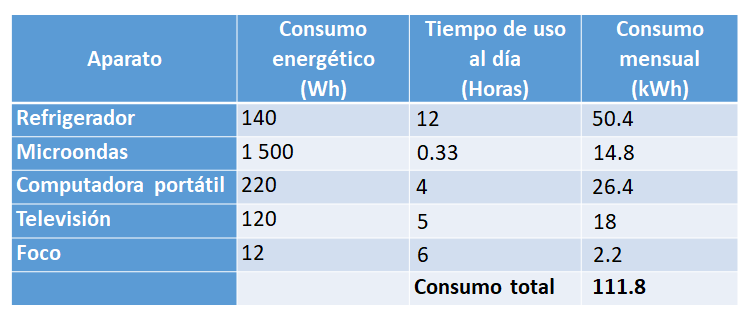 Aparato Consumo energético (Wh) Tiempo de uso al día (Horas) Consumo mensual (kWh)
Refrigerador 140 12 50.4
Microondas 1 500 0.33 14.8
Computadora portátil 220 4 26.4
Televisión 120 5 18
Foco 12 6 2.2
Consumo total 111.8